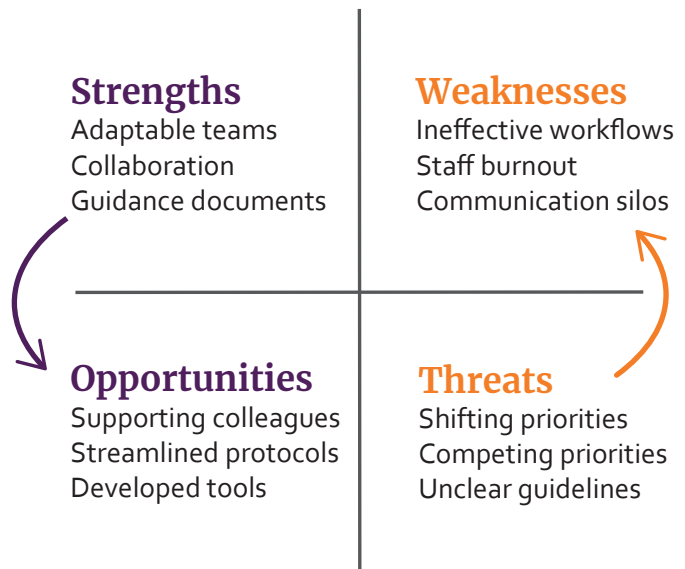 Strengths
Adaptable teams
Collaboration
Guidance documents
Weaknesses
Ineffective workflows
Staff burnout
Communication silos
Opportunities
Supporting colleagues
Streamlined protocols
Developed tools
Threats
Shifting priorities
Competing priorities
Unclear guidelines